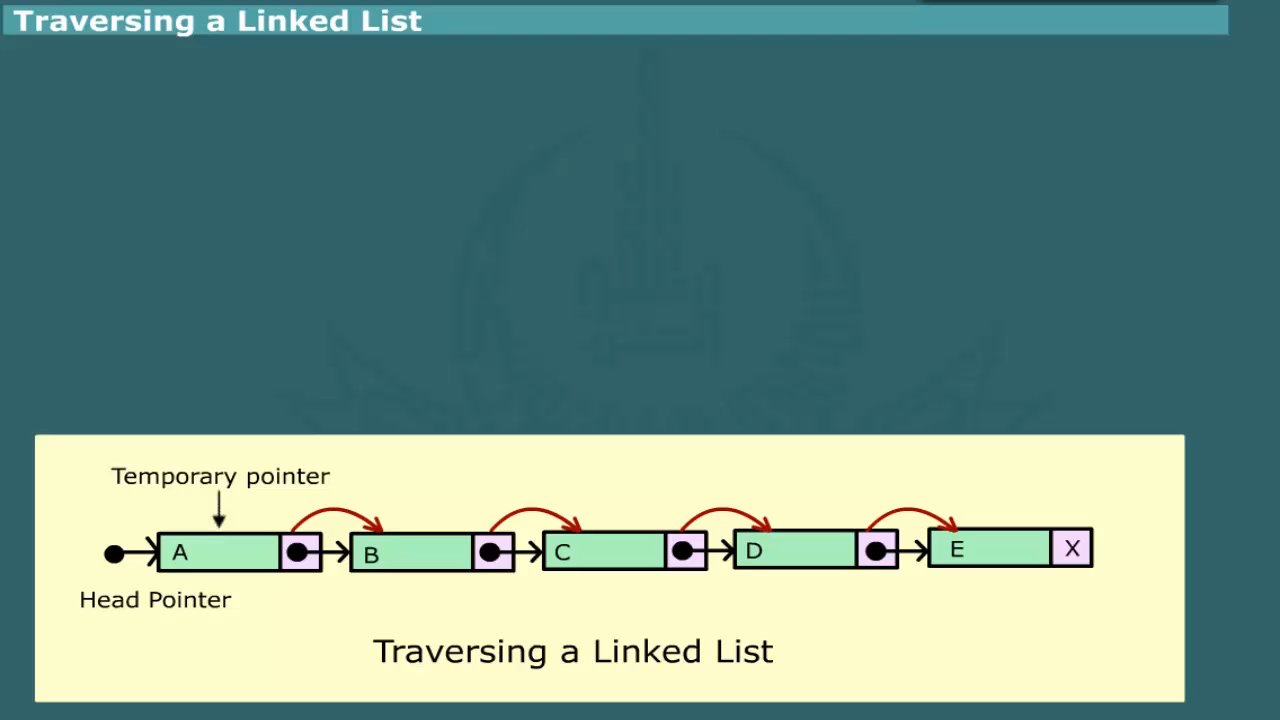 Traversing a Linked List
Temporary pointer
A
B
C
D
E
X
Head Pointer
Traversing a Linked List